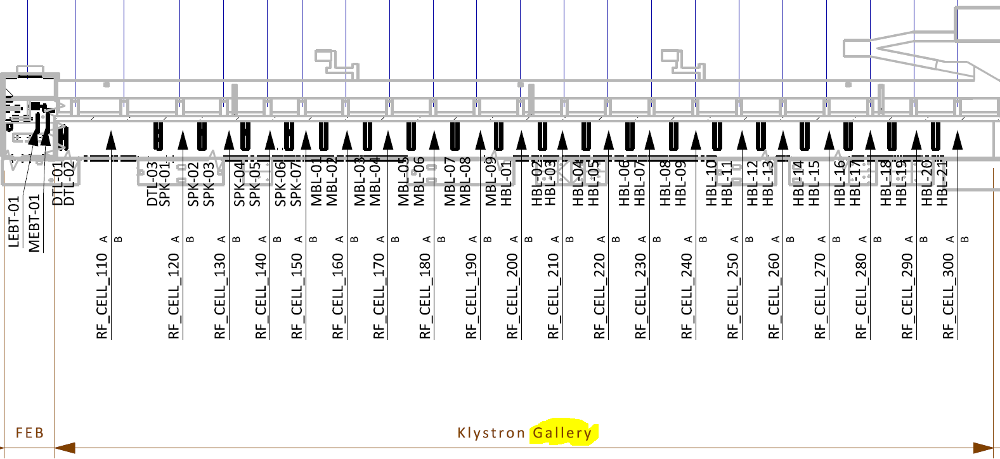 LEBT-01
MEBT-01
DTL-01
DTL-02
DTL-03
SPK-01
SPK-02
SPK-03
SPK-04
SPK-05
SPK-06
SPK-07
MBL-01
MBL-02
MBL-03
MBL-04
MBL-05
MBL-06
MBL-07
MBL-08
MBL-09
HBL-01
HBL-02
HBL-03
HBL-04
HBL-05
HBL-06
HBL-07
HBL-08
HBL-09
HBL-10
HBL-11
HBL-12
HBL-13
HBL-14
HBL-15
HBL-16
HBL-17
HBL-18
HBL-19
HBL-20
HBL-21
RF_CELL_110 A
B
RF_CELL_120 A
B
RF_CELL_130 A
B
RF_CELL_140 A
B
RF_CELL_150 A
B
RF_CELL_160 A
B
RF_CELL_170 A
B
RF_CELL_180 A
B
RF_CELL_190 A
B
RF_CELL_200 A
B
RF_CELL_210 A
B
RF_CELL_220 A
B
RF_CELL_230 A
B
RF_CELL_240 A
B
RF_CELL_250 A
B
RF_CELL_260 A
B
RF_CELL_270 A
B
RF_CELL_280 A
B
RF_CELL_290 A
B
RF_CELL_300 A
B
FEB
Klystron Gallery